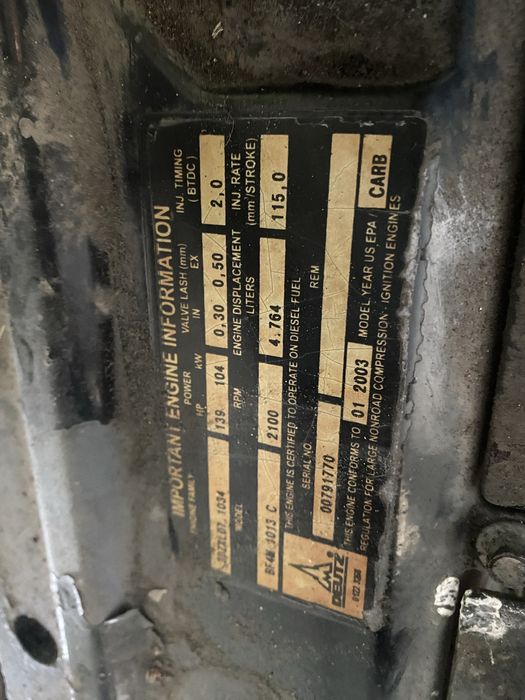 IMPORTANT ENGINE INFORMATION
ENGINE FAMILY POWER VALVE LASH (mm) INJ. TIMING
HP kW IN EX (BTDC)
1034 139 104 0,30 0,50 2,0
MODEL RPM ENGINE DISPLACEMENT INJ. RATE
LITERS (mm³/STROKE)
BF4M 1013 C 2100 4.764 115,0
THIS ENGINE IS CERTIFIED TO OPERATE ON DIESEL FUEL
SERIAL NO. REM
00791770
THIS ENGINE CONFORMS TO 01 2003 MODEL YEAR US EPA / CARB
REGULATION FOR LARGE NONROAD COMPRESSION - IGNITION ENGINES
DEUTZ®